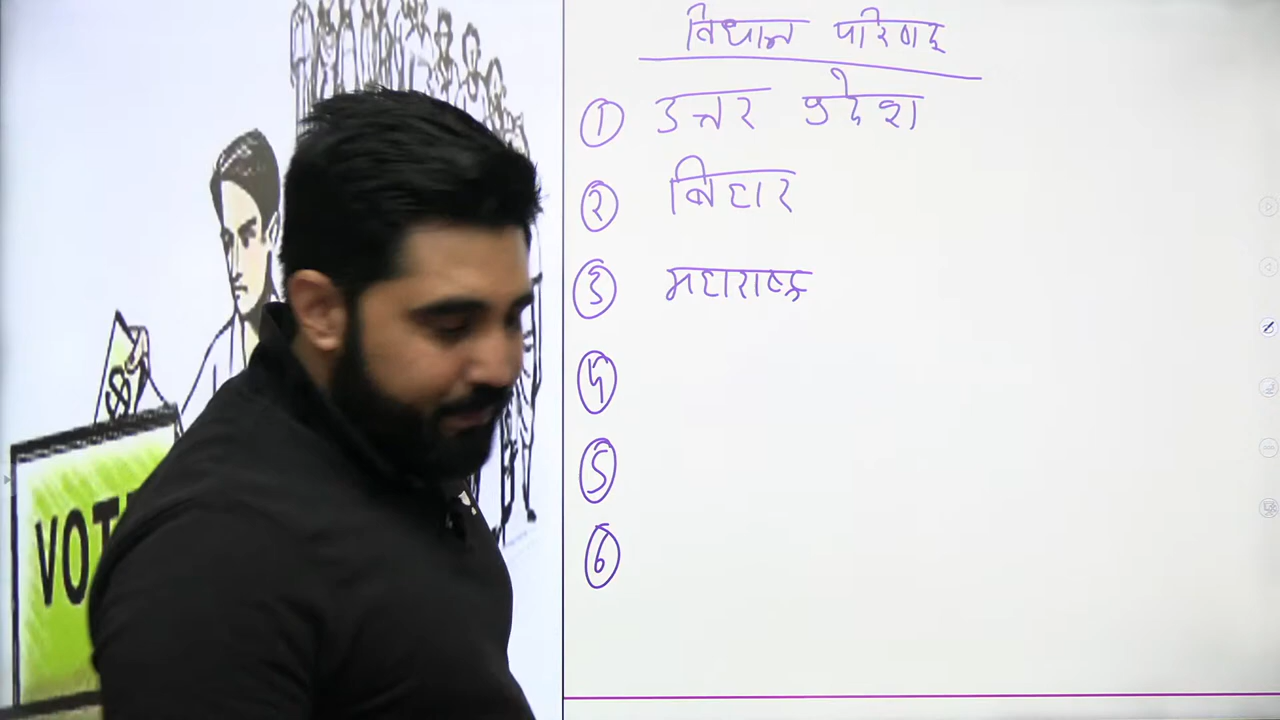 विधान परिषद
① उत्तर प्रदेश
② बिहार
③ महाराष्ट्र
④
⑤
⑥
VOT